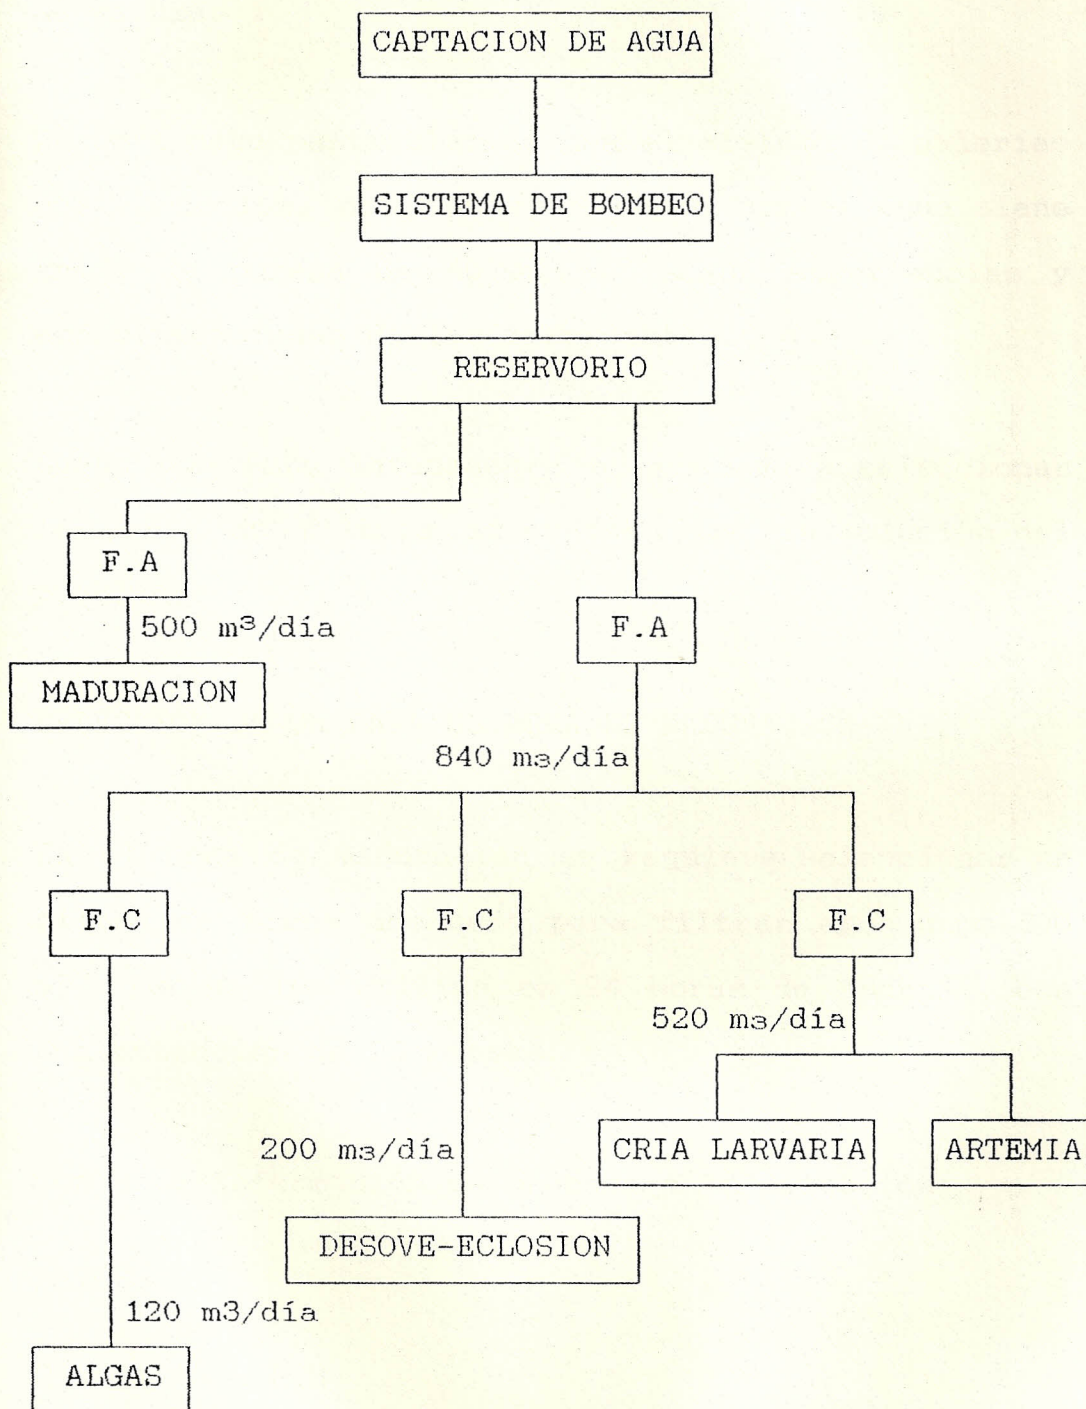 CAPTACION DE AGUA
SISTEMA DE BOMBEO
RESERVORIO
F.A
500 m³/día
F.A
MADURACION
840 m3/día
F.C
F.C
F.C
520 m3/día
CRIA LARVARIA
ARTEMIA
200 m3/día
DESOVE-ECLOSION
120 m3/día
ALGAS